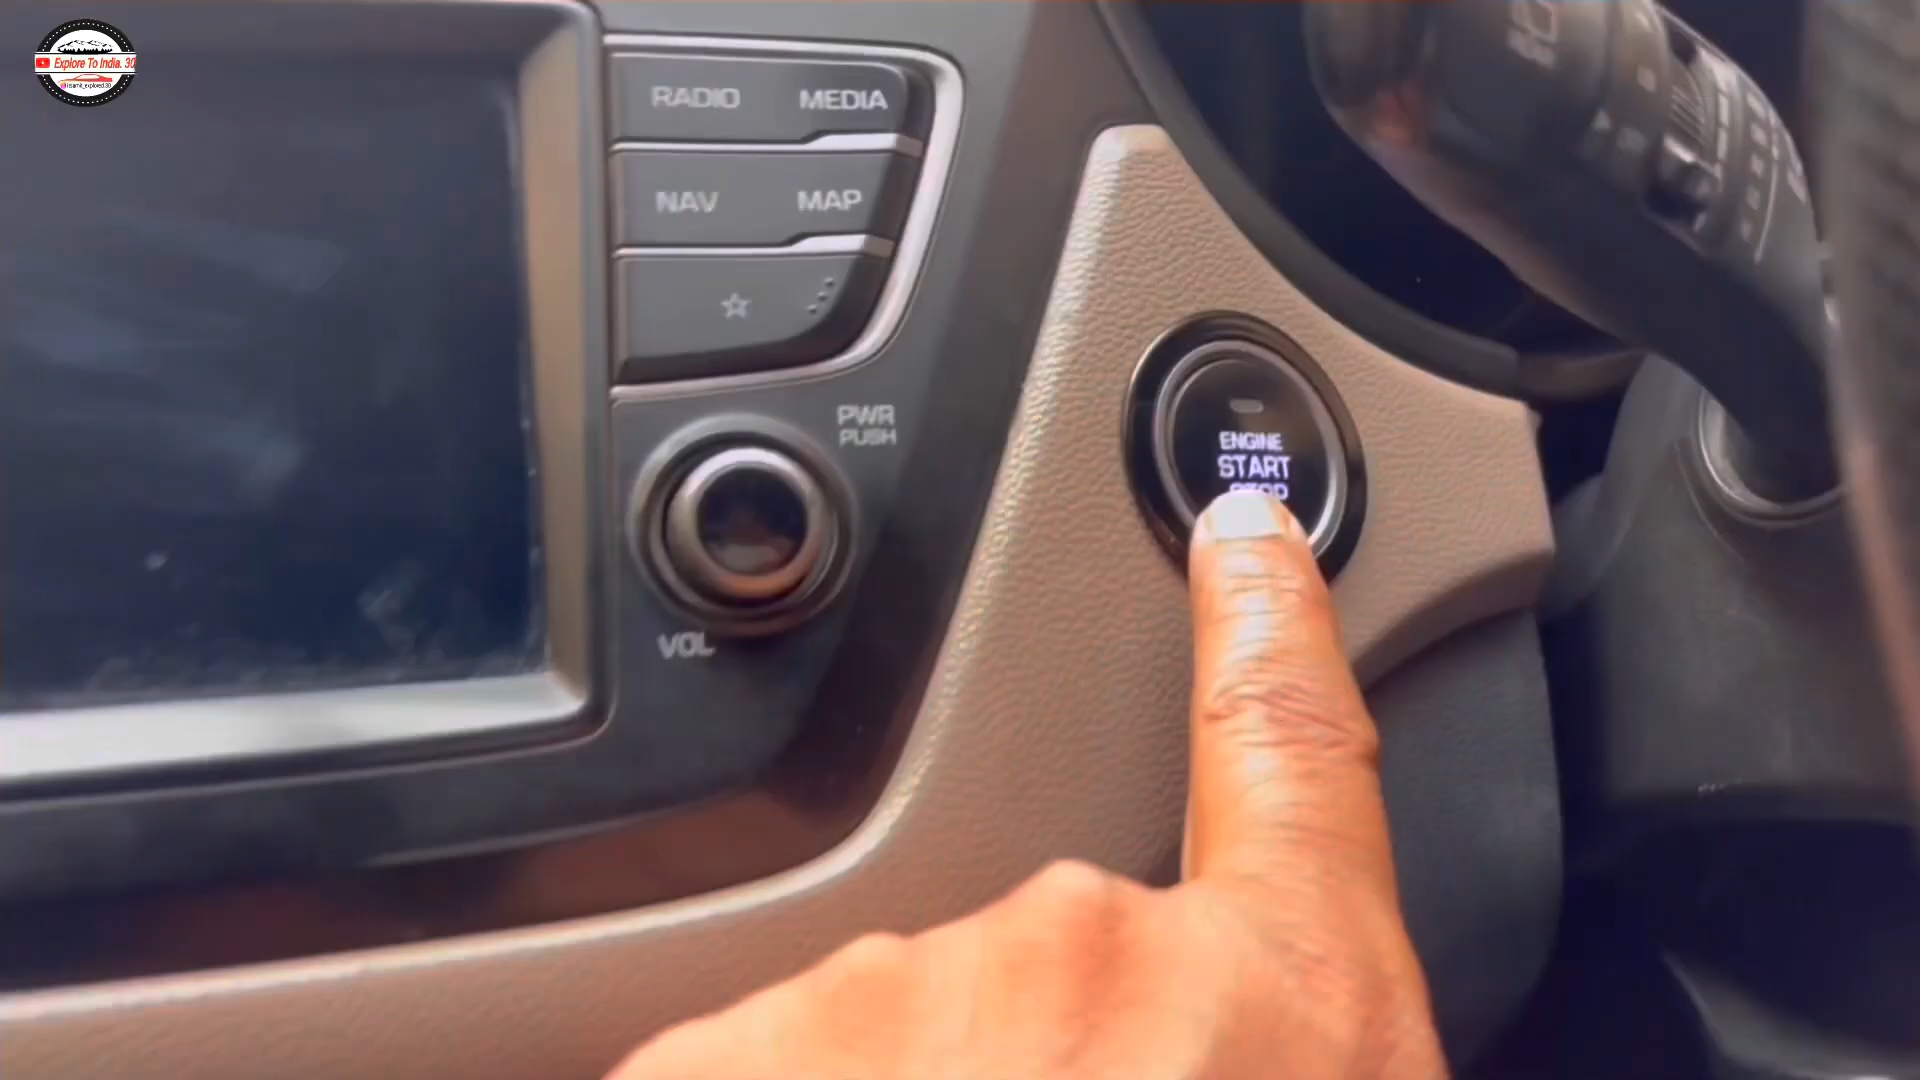 Explore To India. 30
RADIO MEDIA
NAV MAP
PWR
PUSH
VOL
ENGINE
START